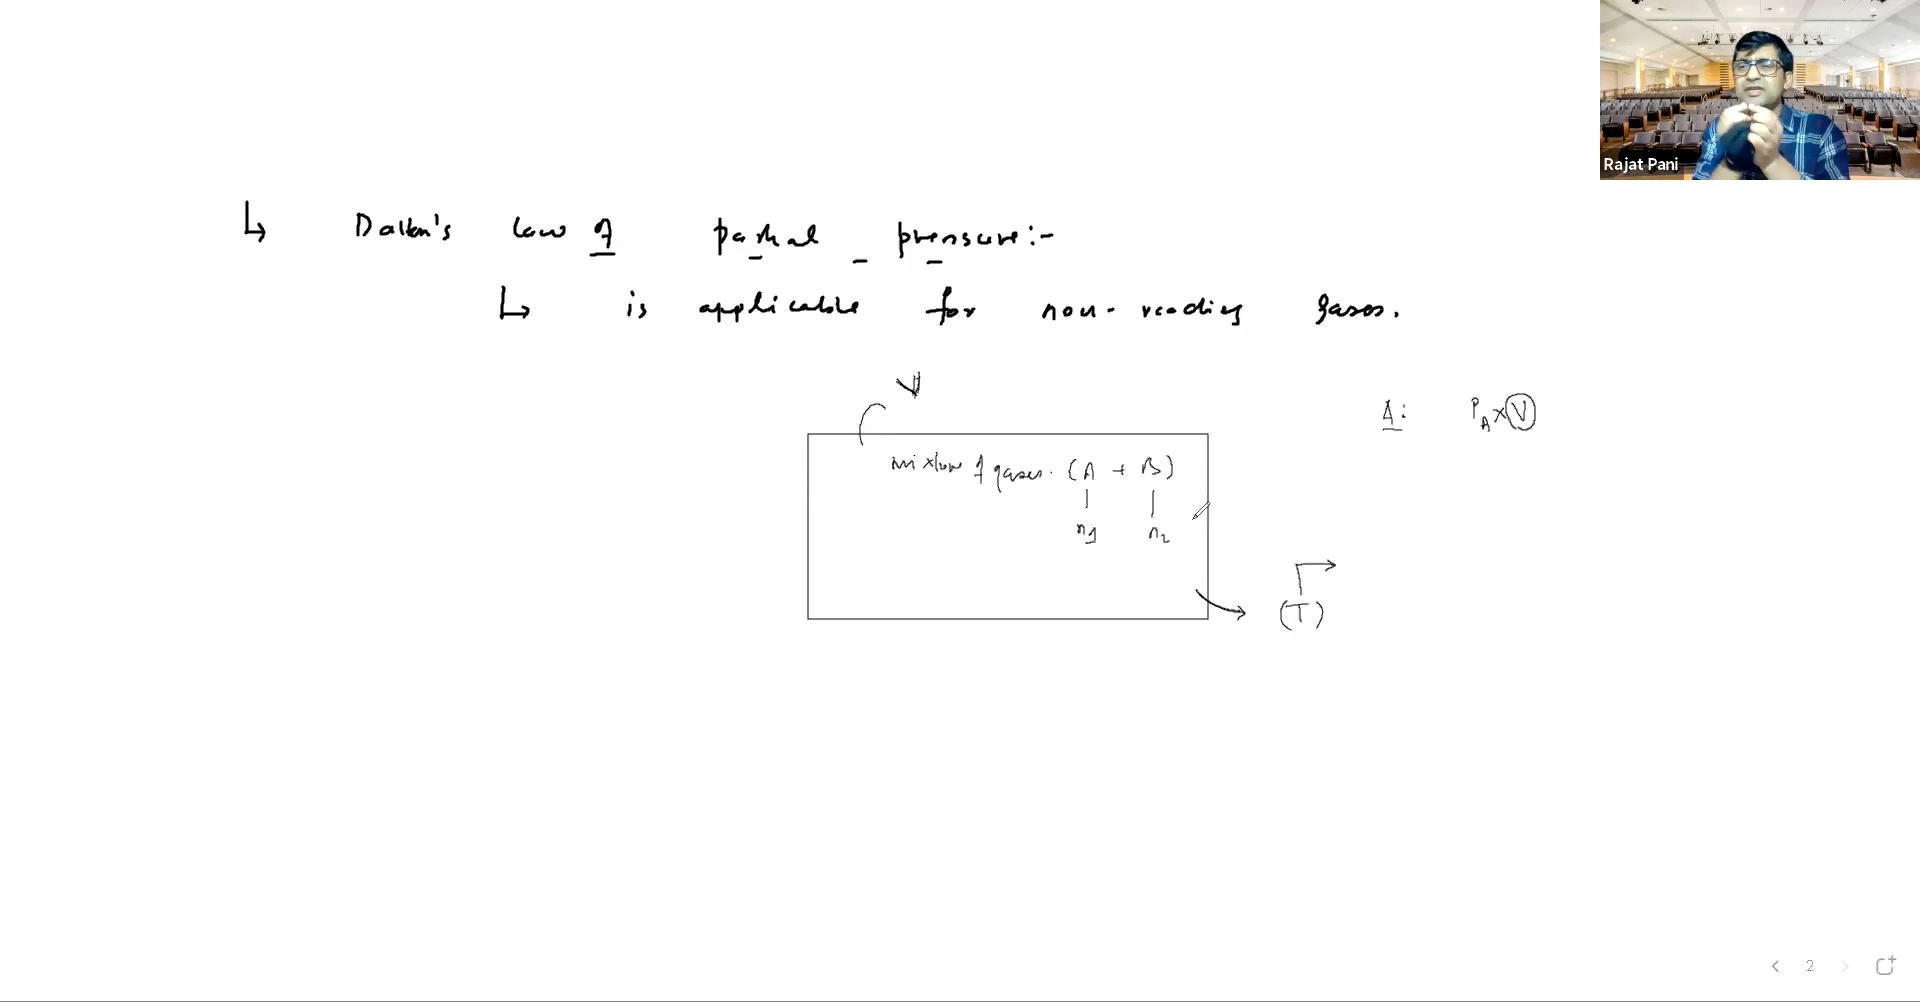 Rajat Pani
↳ Dalton's law of partial pressure:-
↳ is applicable for non-reacting gases.
V
A: P_A × V
mixture of gases. (A + B)
n1 n2
(T)
2